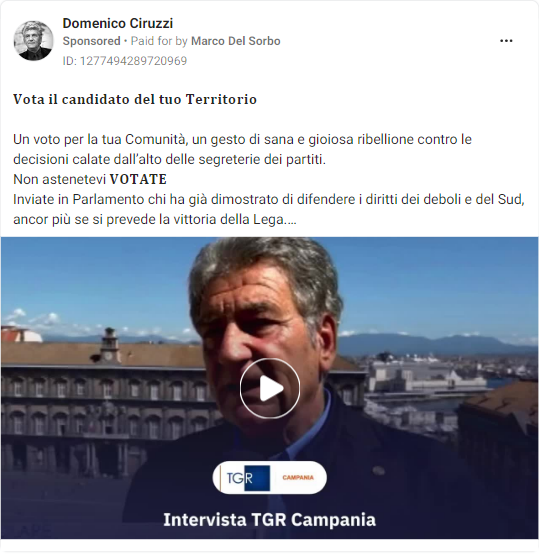 Domenico Ciruzzi
Sponsored • Paid for by Marco Del Sorbo
ID: 1277494289720969
Vota il candidato del tuo Territorio
Un voto per la tua Comunità, un gesto di sana e gioiosa ribellione contro le
decisioni calate dall’alto delle segreterie dei partiti.
Non astenetevi VOTATE
Inviate in Parlamento chi ha già dimostrato di difendere i diritti dei deboli e del Sud,
ancor più se si prevede la vittoria della Lega....
TGR CAMPANIA
Intervista TGR Campania